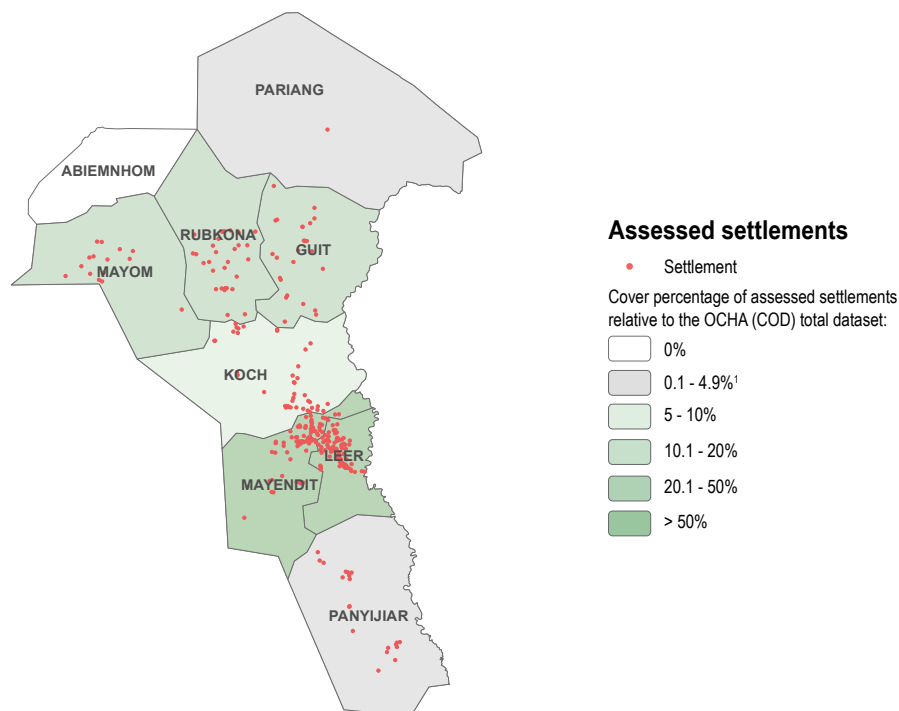 PARIANG
ABIEMNHOM
RUBKONA
GUIT
MAYOM
KOCH
LEER
MAYENDIT
PANYIJIAR
Assessed settlements
Settlement
Cover percentage of assessed settlements
relative to the OCHA (COD) total dataset:
0%
0.1 - 4.9%¹
5 - 10%
10.1 - 20%
20.1 - 50%
> 50%